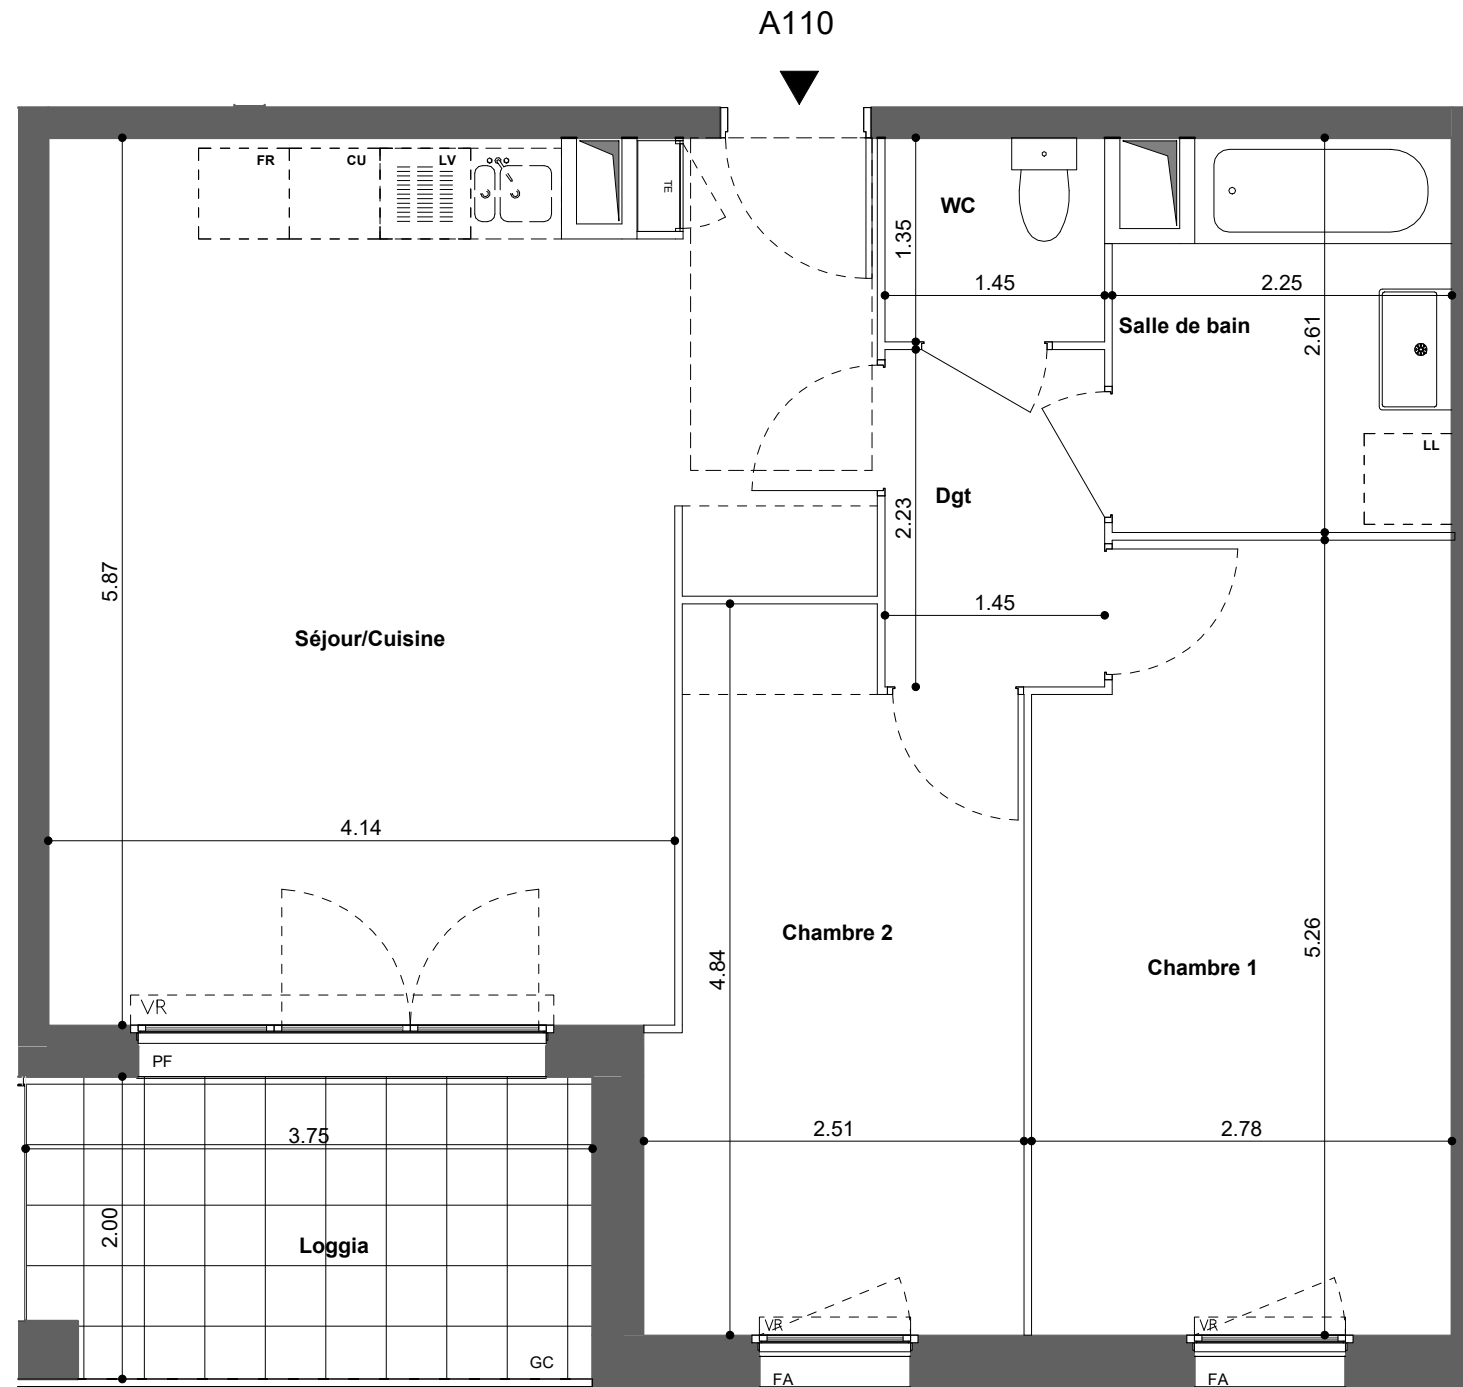 A110
FR
CU
LV
TE
WC
1.35
1.45
2.25
Salle de bain
2.61
LL
Dgt
2.23
5.87
1.45
Séjour/Cuisine
4.14
Chambre 2
4.84
Chambre 1
5.26
VR
PF
3.75
2.51
2.78
2.00
Loggia
VR
VR
GC
FA
FA